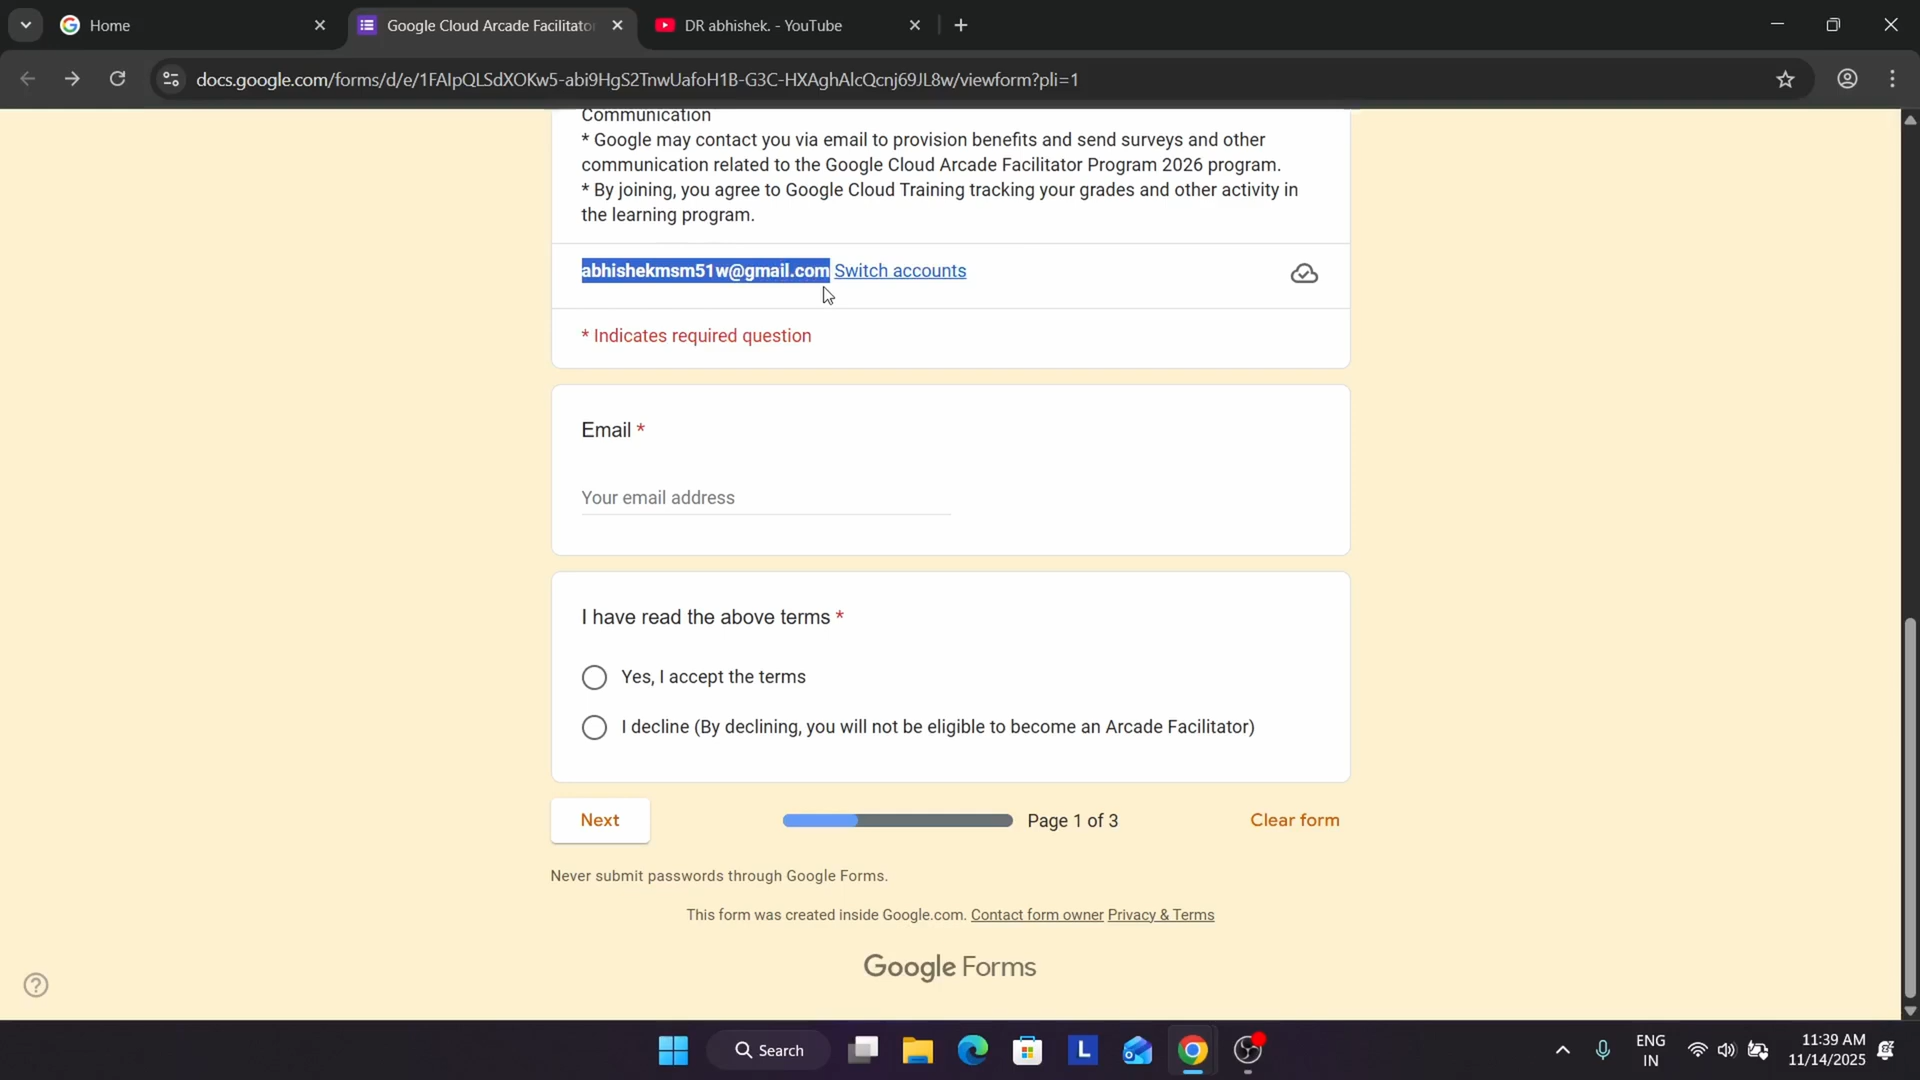 Home
Google Cloud Arcade Facilitato
DR abhishek. - YouTube
docs.google.com/forms/d/e/1FAIpQLSdXOKw5-abi9HgS2TnwUafoH1B-G3C-HXAghAlcQcnj69JL8w/viewform?pli=1
Communication
* Google may contact you via email to provision benefits and send surveys and other
communication related to the Google Cloud Arcade Facilitator Program 2026 program.
* By joining, you agree to Google Cloud Training tracking your grades and other activity in
the learning program.
abhishekmsm51w@gmail.com Switch accounts
* Indicates required question
Email *
Your email address
I have read the above terms *
Yes, I accept the terms
I decline (By declining, you will not be eligible to become an Arcade Facilitator)
Next
Page 1 of 3
Clear form
Never submit passwords through Google Forms.
This form was created inside Google.com. Contact form owner Privacy & Terms
Google Forms
Search
L
ENG
IN
11:39 AM
11/14/2025